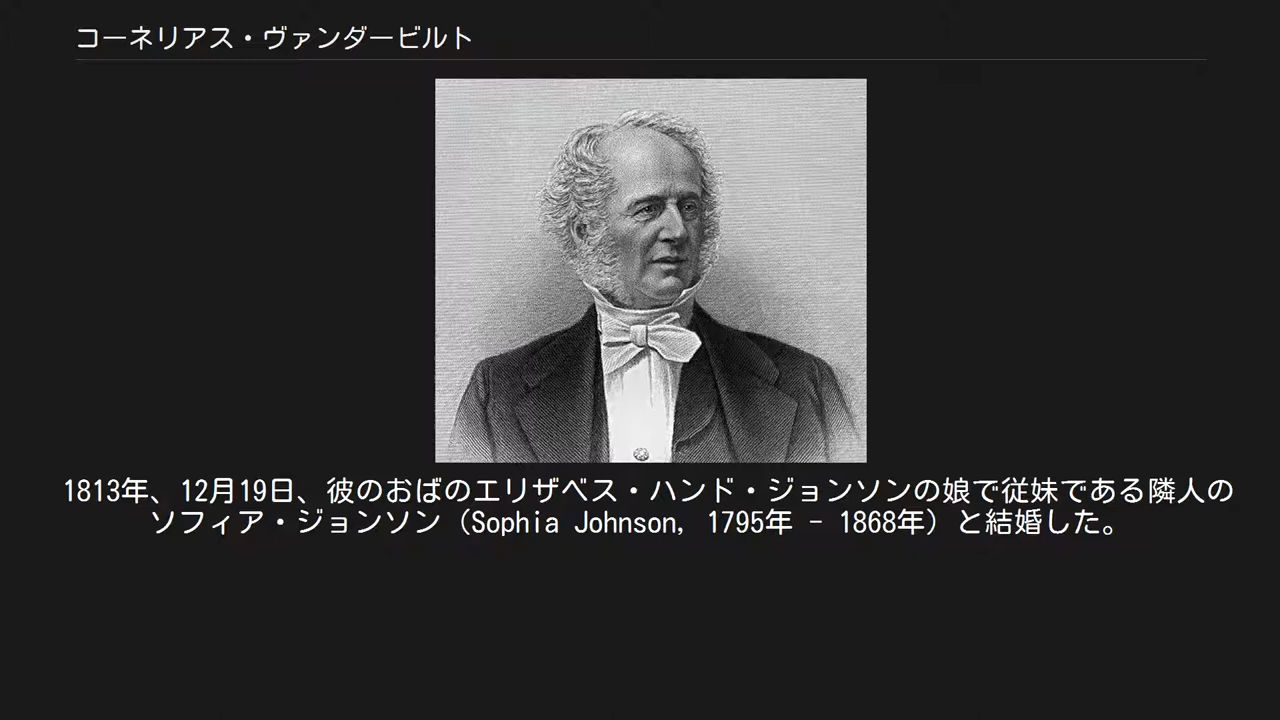 コーネリアス・ヴァンダービルト
1813年、12月19日、彼のおばのエリザベス・ハンド・ジョンソンの娘で従妹である隣人の
ソフィア・ジョンソン（Sophia Johnson, 1795年 - 1868年）と結婚した。